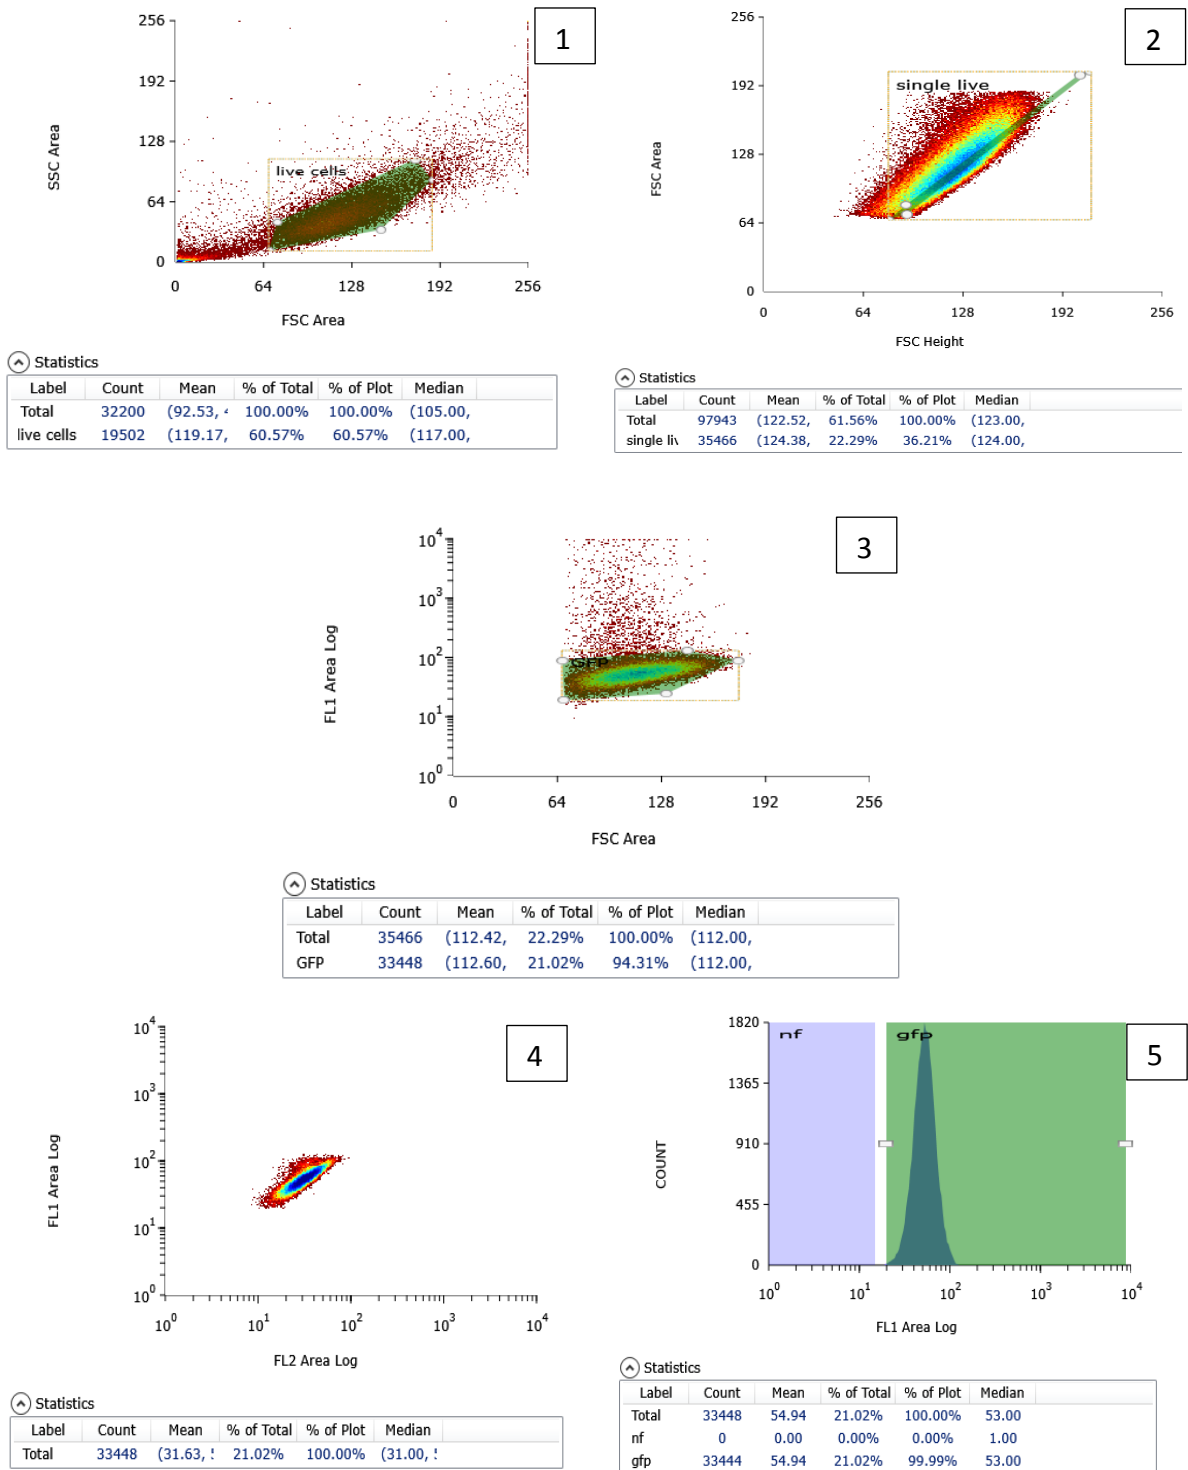 1
256
192
128
64
0
SSC Area
live cells
0 64 128 192 256
FSC Area
Statistics
Label Count Mean % of Total % of Plot Median
Total 32200 (92.53, 100.00% 100.00% (105.00,
live cells 19502 (119.17, 60.57% 60.57% (117.00,
2
256
192
128
64
0
FSC Area
single live
0 64 128 192 256
FSC Height
Statistics
Label Count Mean % of Total % of Plot Median
Total 97943 (122.52, 61.56% 100.00% (123.00,
single liv 35466 (124.38, 22.29% 36.21% (124.00,
3
10^4
10^3
10^2
10^1
10^0
FL1 Area Log
GFP
0 64 128 192 256
FSC Area
Statistics
Label Count Mean % of Total % of Plot Median
Total 35466 (112.42, 22.29% 100.00% (112.00,
GFP 33448 (112.60, 21.02% 94.31% (112.00,
4
10^4
10^3
10^2
10^1
10^0
FL1 Area Log
10^0 10^1 10^2 10^3 10^4
FL2 Area Log
Statistics
Label Count Mean % of Total % of Plot Median
Total 33448 (31.63, 21.02% 100.00% (31.00,
5
1820
1365
910
455
0
COUNT
nf gfp
10^0 10^1 10^2 10^3 10^4
FL1 Area Log
Statistics
Label Count Mean % of Total % of Plot Median
Total 33448 54.94 21.02% 100.00% 53.00
nf 0 0.00 0.00% 0.00% 1.00
gfp 33444 54.94 21.02% 99.99% 53.00